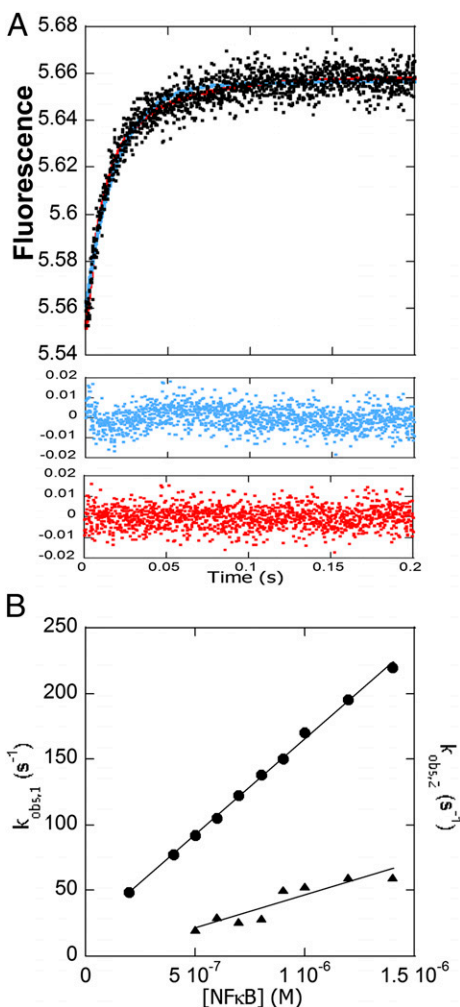 A
Fluorescence
5.68
5.66
5.64
5.62
5.6
5.58
5.56
5.54
0.02
0.01
0
-0.01
-0.02
0.02
0.01
0
-0.01
-0.02
0 0.05 0.1 0.15 0.2
Time (s)
B
k obs,1 (s-1)
250
200
150
100
50
0
k obs,2 (s-1)
0 5 10-7 1 10-6 1.5 10-6
[NFκB] (M)